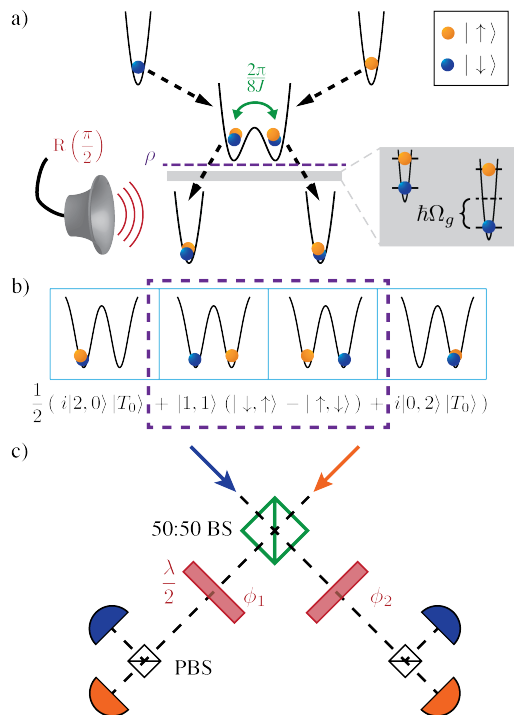 a)
| ↑ ⟩
| ↓ ⟩
2π
8J
R (π/2)
ρ
ħΩ_g
b)
1/2 ( i|2, 0⟩ |T₀⟩ + |1, 1⟩ (| ↓, ↑⟩ − | ↑, ↓⟩ ) + i|0, 2⟩ |T₀⟩ )
c)
50:50 BS
λ
2
ϕ₁
ϕ₂
PBS